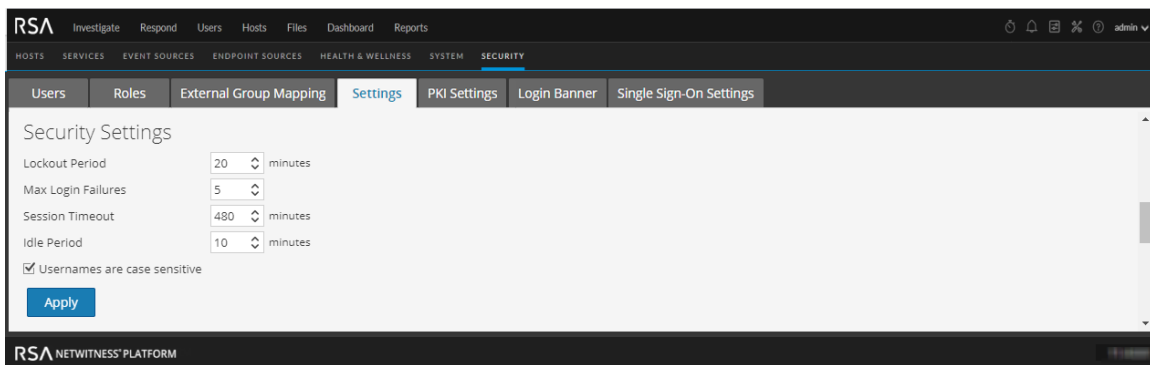 RSA Investigate Respond Users Hosts Files Dashboard Reports admin
HOSTS SERVICES EVENT SOURCES ENDPOINT SOURCES HEALTH & WELLNESS SYSTEM SECURITY
Users Roles External Group Mapping Settings PKI Settings Login Banner Single Sign-On Settings
Security Settings
Lockout Period 20 minutes
Max Login Failures 5
Session Timeout 480 minutes
Idle Period 10 minutes
Usernames are case sensitive
Apply
RSA NETWITNESS® PLATFORM